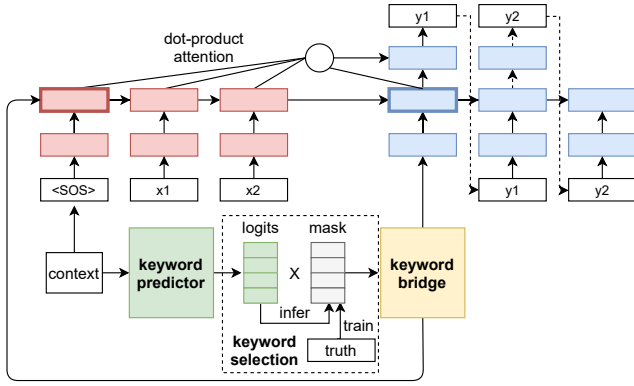 y1
y2
dot-product
attention
<SOS>
x1
x2
y1
y2
logits
mask
context
keyword
predictor
X
keyword
bridge
infer
train
keyword
selection
truth